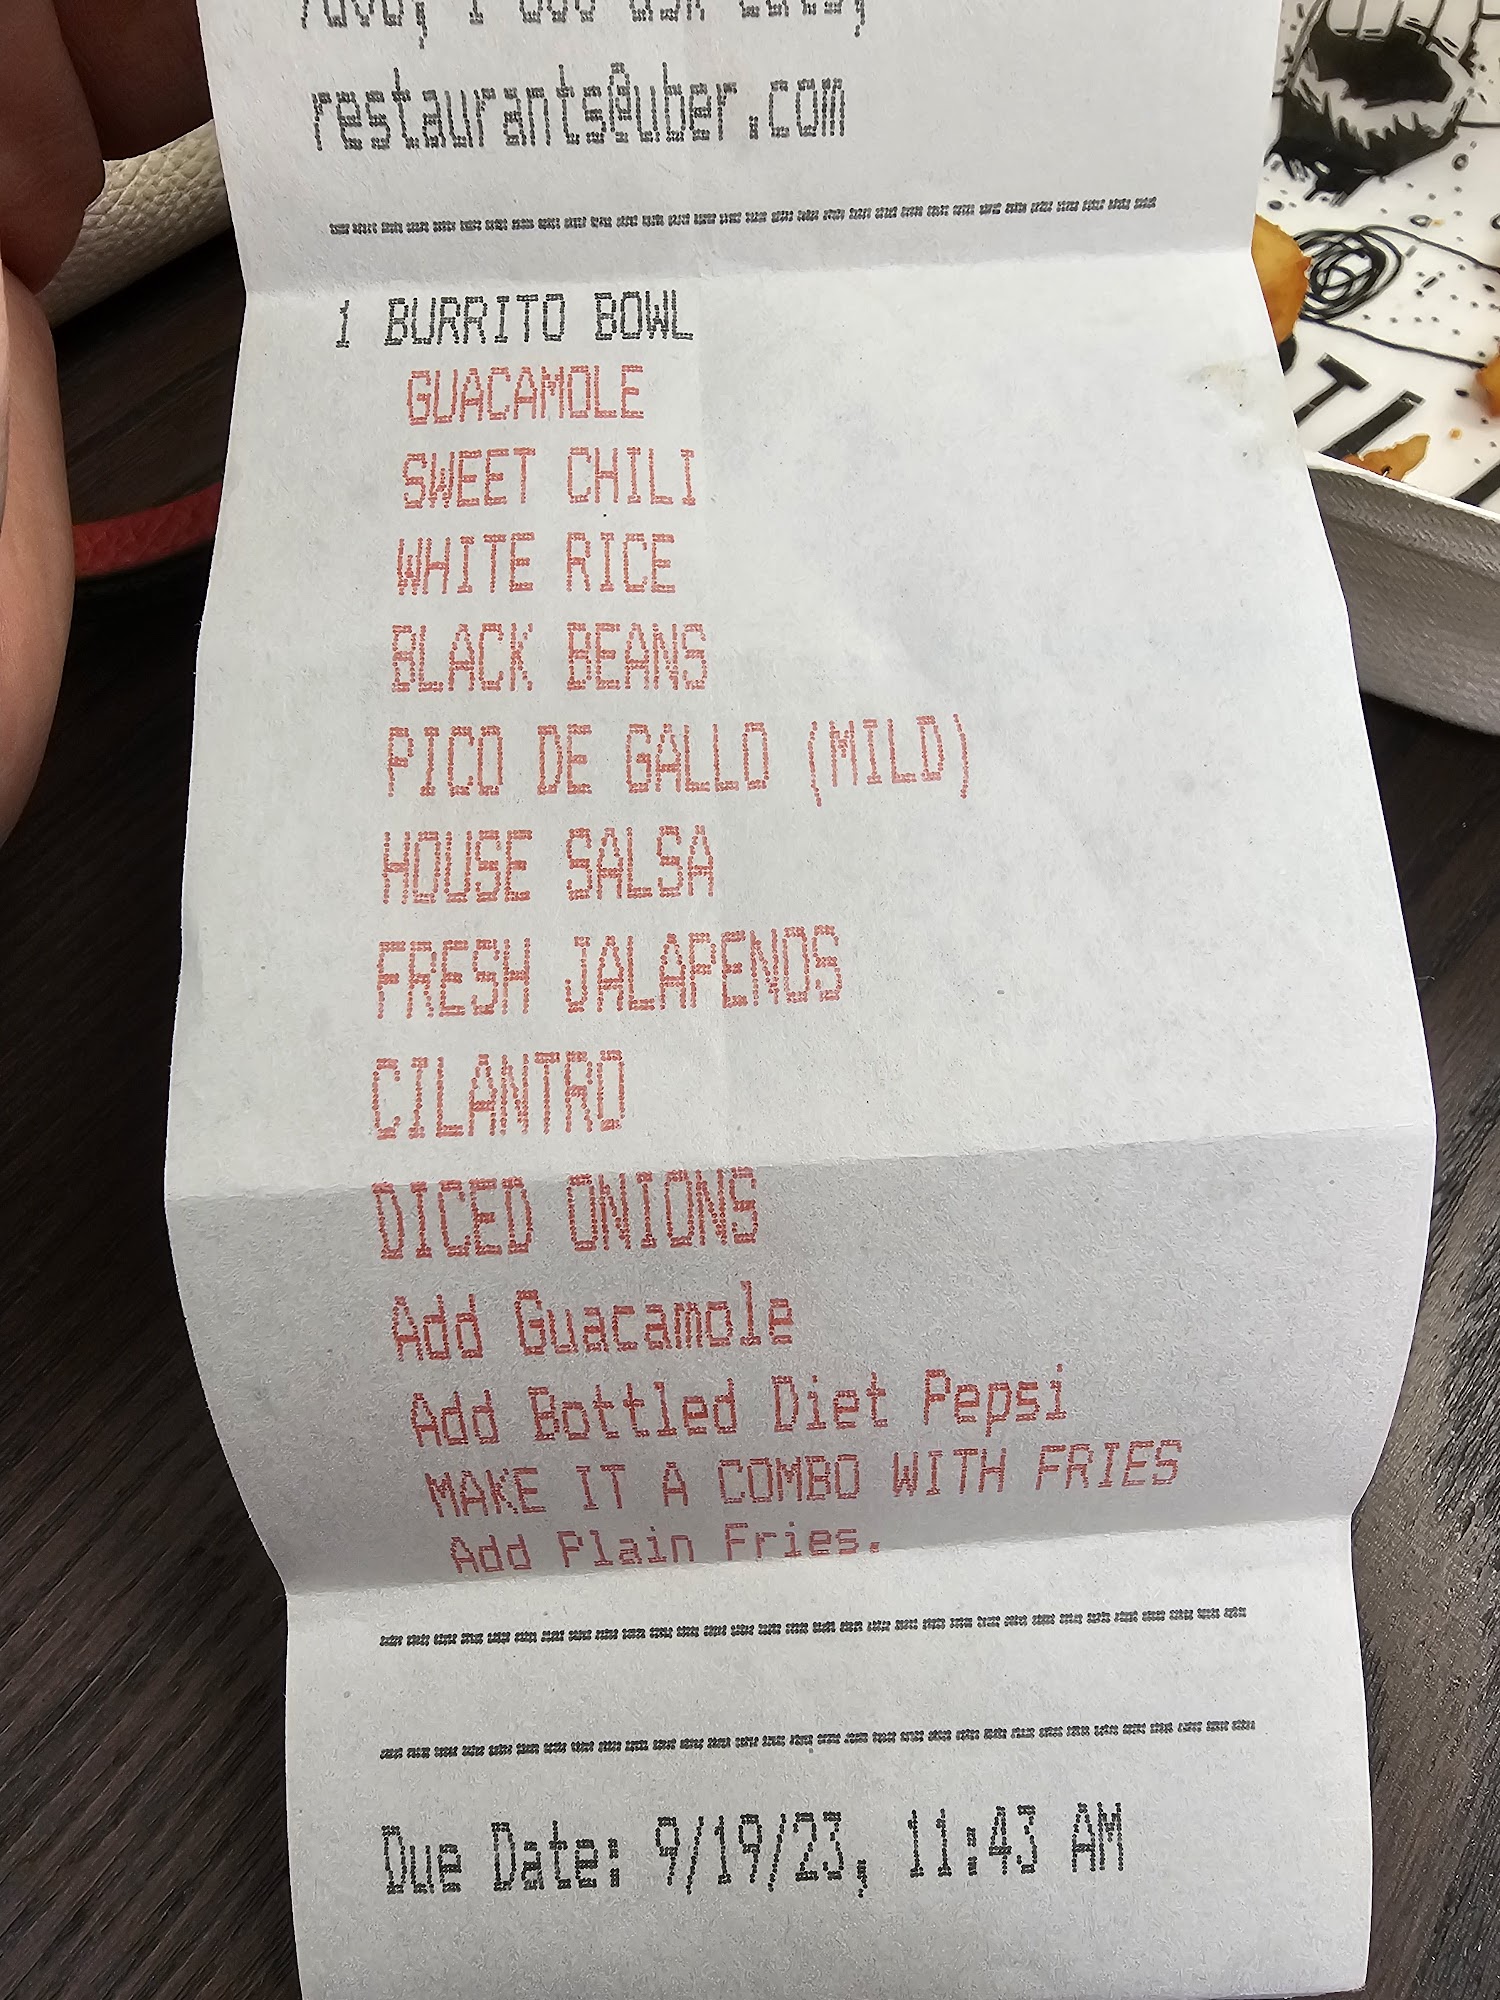 restaurants@uber.com
1 BURRITO BOWL
GUACAMOLE
SWEET CHILI
WHITE RICE
BLACK BEANS
PICO DE GALLO (MILD)
HOUSE SALSA
FRESH JALAPENOS
CILANTRO
DICED ONIONS
Add Guacamole
Add Bottled Diet Pepsi
MAKE IT A COMBO WITH FRIES
Add Plain Fries.
Due Date: 9/19/23, 11:43 AM